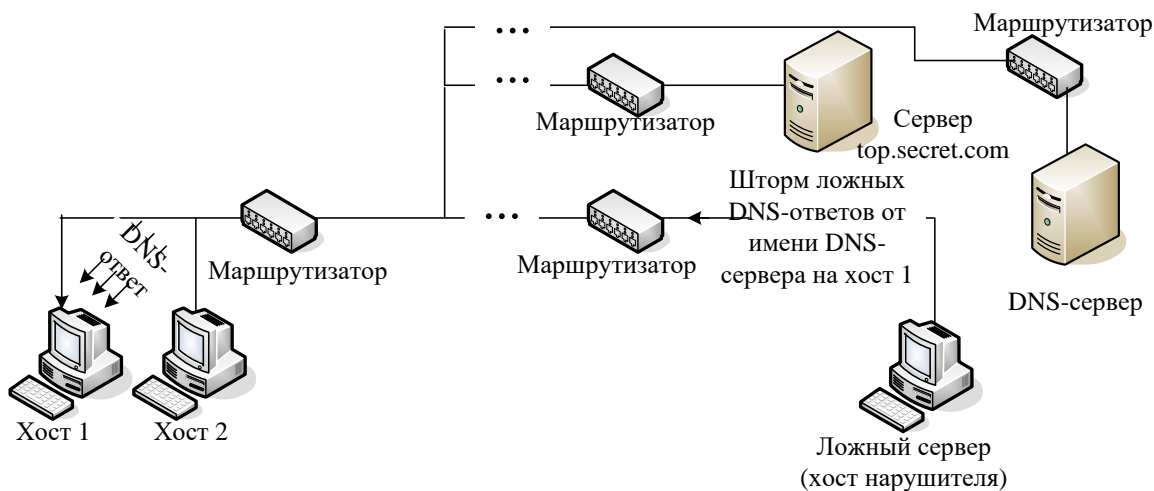 Маршрутизатор
Маршрутизатор
Сервер
top.secret.com
Шторм ложных
DNS-ответов от
имени DNS-
сервера на хост 1
Маршрутизатор
Маршрутизатор
DNS-
ответ
DNS-сервер
Хост 1
Хост 2
Ложный сервер
(хост нарушителя)